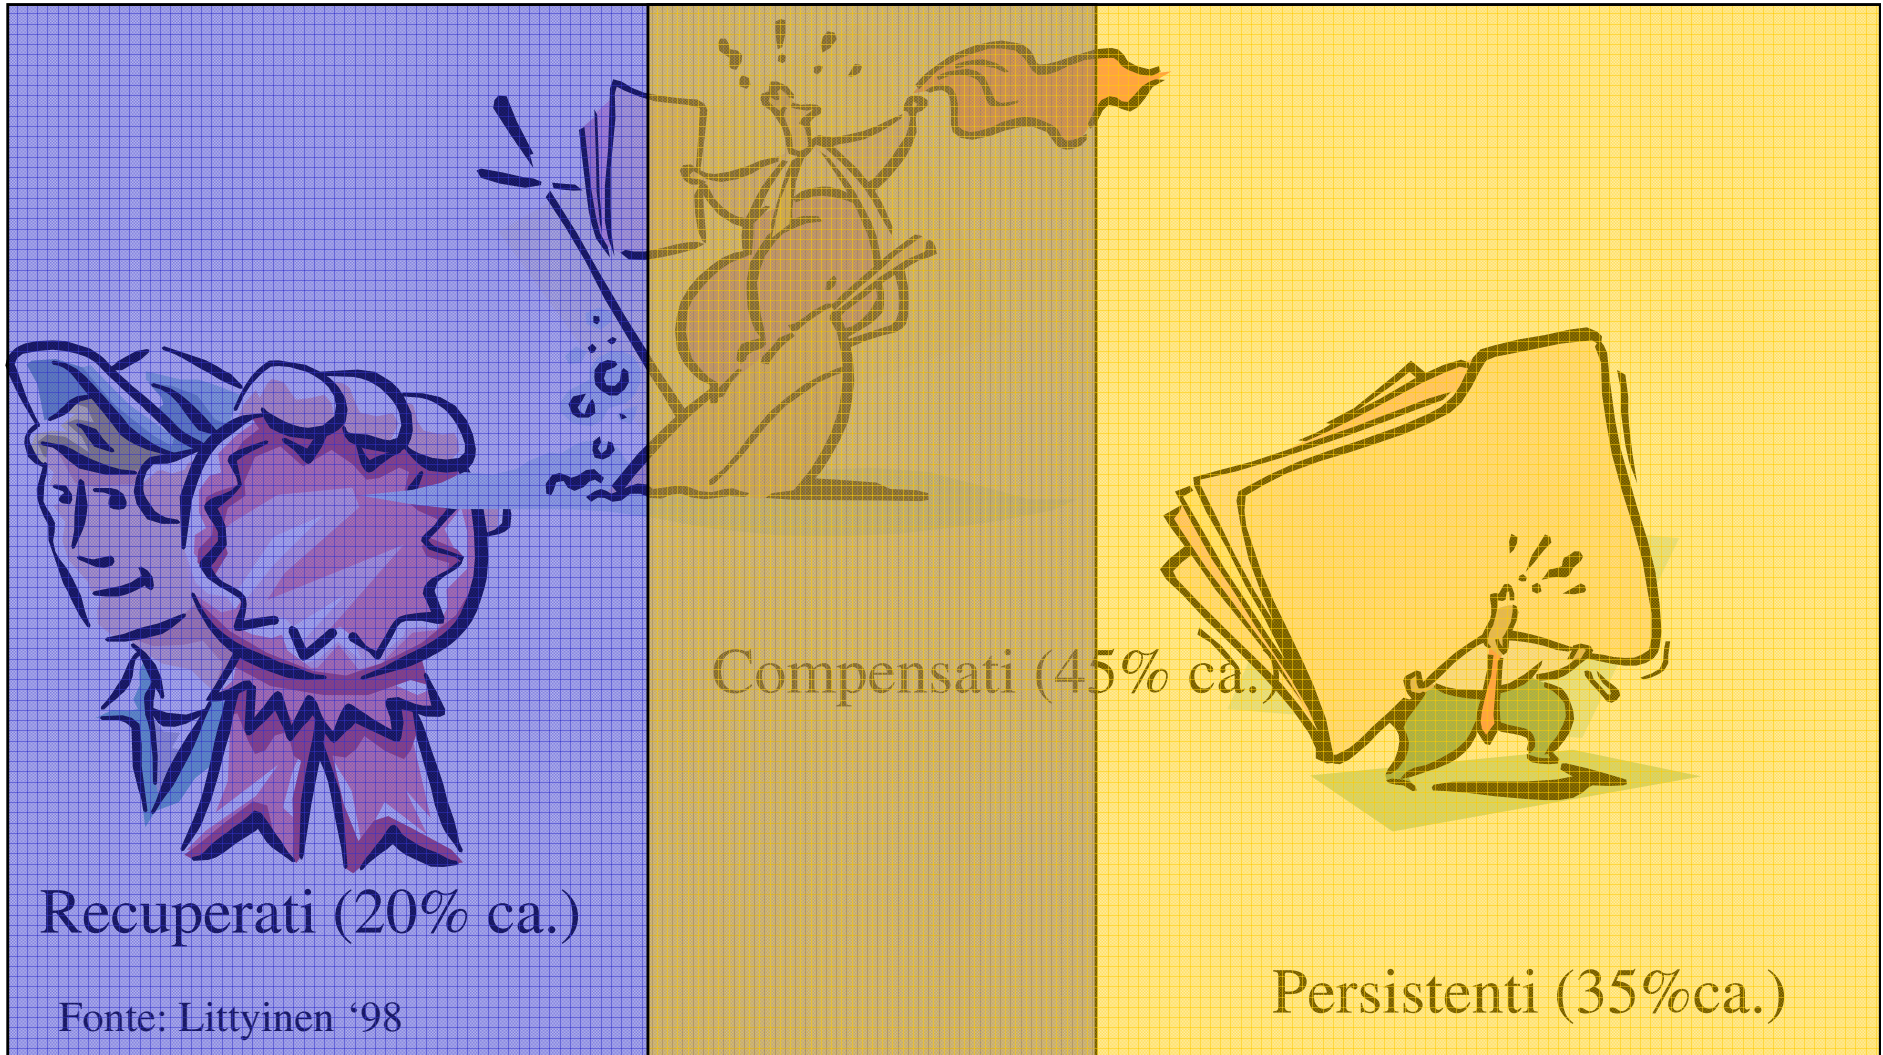 Compensati (45% ca.)
Recuperati (20% ca.)
Persistenti (35%ca.)
Fonte: Littyinen ‘98